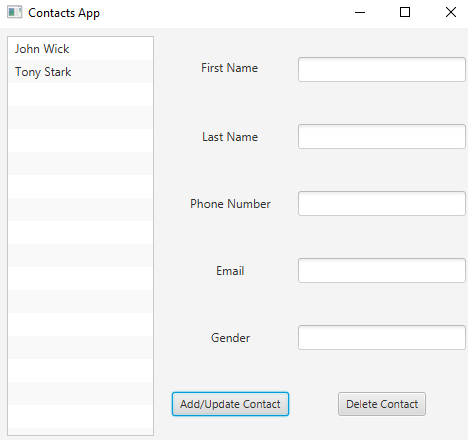 Contacts App
John Wick
Tony Stark
First Name
Last Name
Phone Number
Email
Gender
Add/Update Contact
Delete Contact